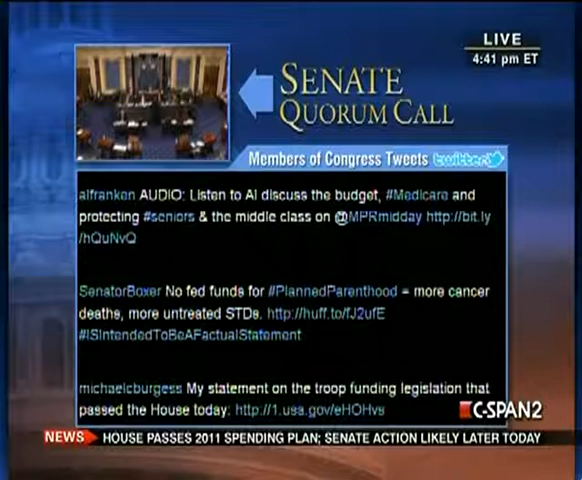 LIVE
4:41 pm ET
SENATE
QUORUM CALL
Members of Congress Tweets twitter
alfranken AUDIO: Listen to Al discuss the budget, #Medicare and
protecting #seniors & the middle class on @MPRmidday http://bit.ly
/hQuNvQ
SenatorBoxer No fed funds for #PlannedParenthood = more cancer
deaths, more untreated STDs. http://huff.to/fJ2ufE
#ISIntendedToBeAFactualStatement
michaelcburgess My statement on the troop funding legislation that
passed the House today: http://1.usa.gov/eHOHvs
C-SPAN2
NEWS HOUSE PASSES 2011 SPENDING PLAN; SENATE ACTION LIKELY LATER TODAY